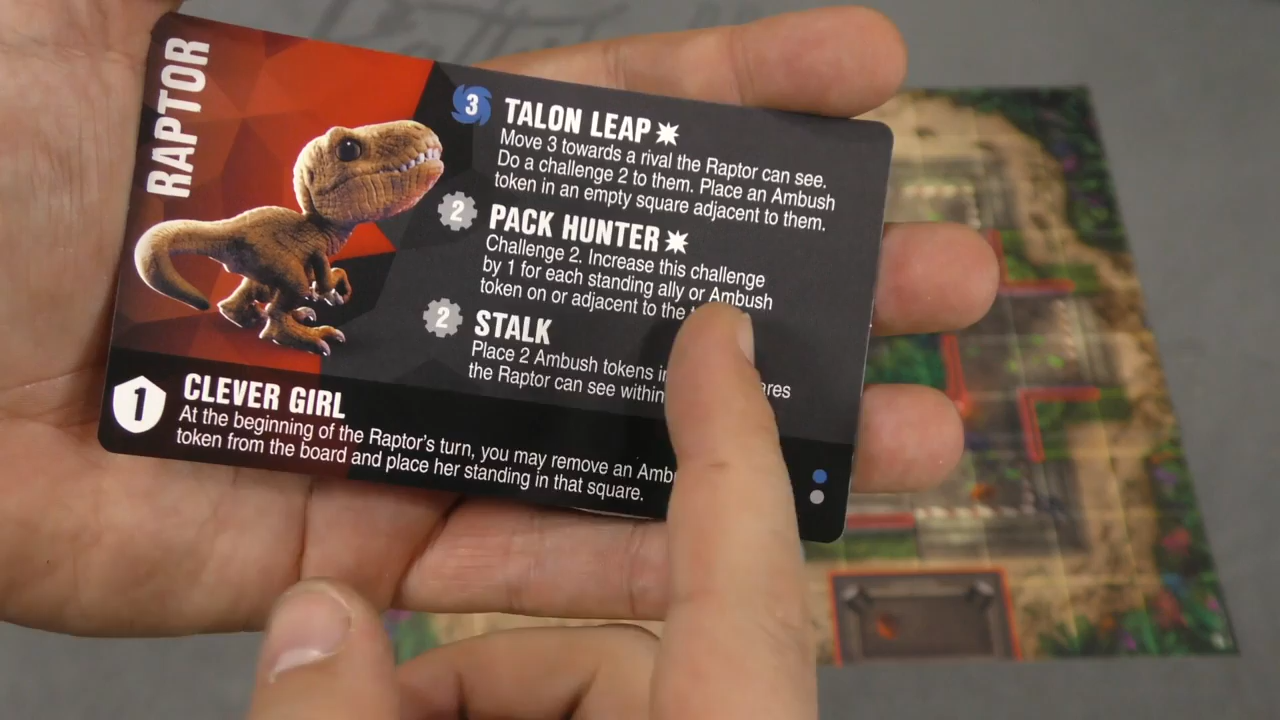 RAPTOR
3 TALON LEAP
Move 3 towards a rival the Raptor can see.
Do a challenge 2 to them. Place an Ambush
token in an empty square adjacent to them.
2 PACK HUNTER
Challenge 2. Increase this challenge
by 1 for each standing ally or Ambush
token on or adjacent to the
2 STALK
Place 2 Ambush tokens
the Raptor can see within
1 CLEVER GIRL
At the beginning of the Raptor's turn, you may remove an
token from the board and place her standing in that square.